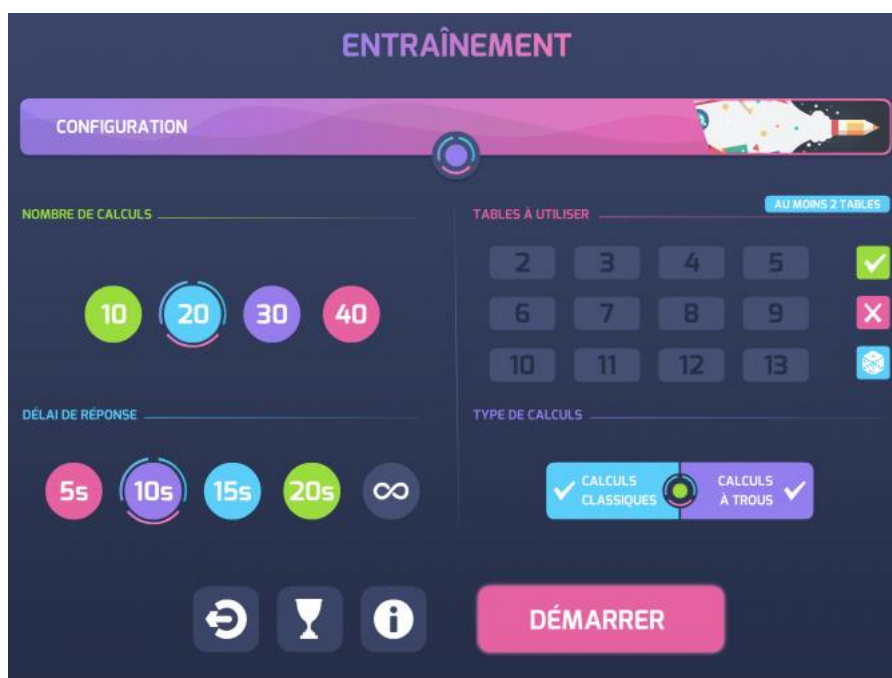 ENTRAÎNEMENT
CONFIGURATION
NOMBRE DE CALCULS
10 20 30 40
TABLES À UTILISER
AU MOINS 2 TABLES
2 3 4 5
6 7 8 9
10 11 12 13
DÉLAI DE RÉPONSE
5s 10s 15s 20s ∞
TYPE DE CALCULS
CALCULS
CLASSIQUES
CALCULS
À TROUS
DÉMARRER